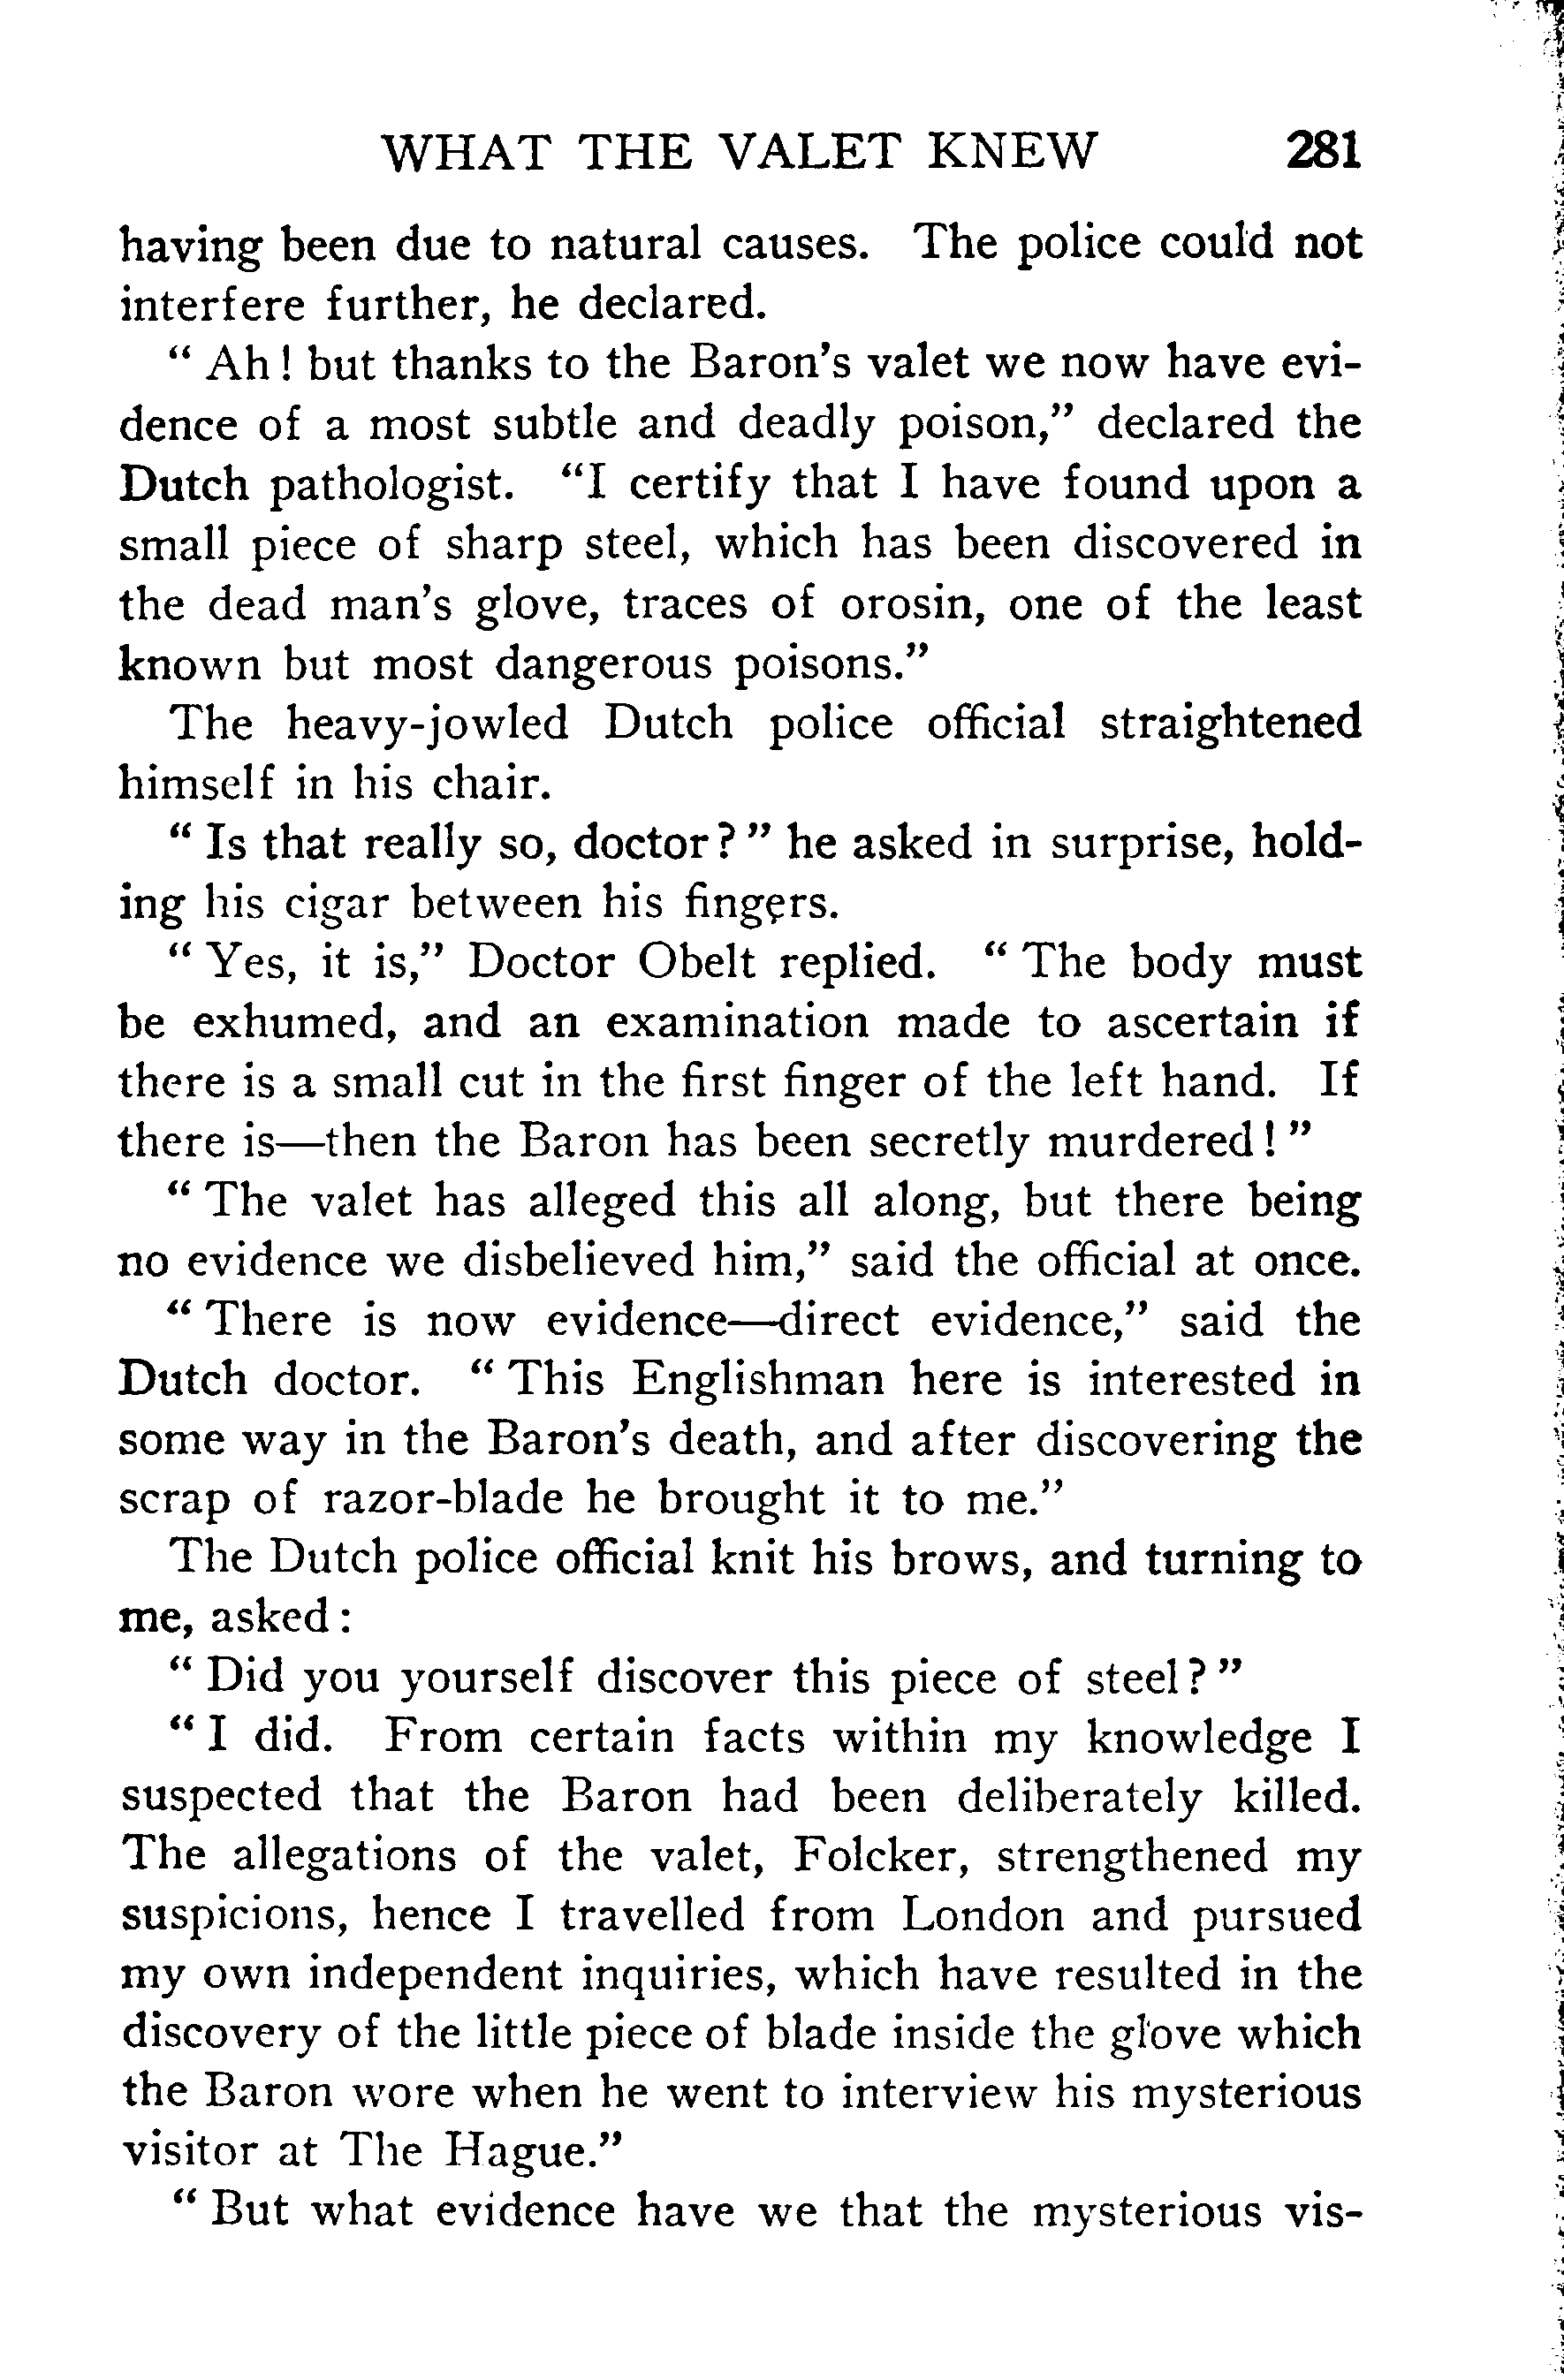 WHAT THE VALET KNEW 281
having been due to natural causes. The police could not
interfere further, he declared.
" Ah! but thanks to the Baron's valet we now have evi-
dence of a most subtle and deadly poison," declared the
Dutch pathologist. "I certify that I have found upon a
small piece of sharp steel, which has been discovered in
the dead man's glove, traces of orosin, one of the least
known but most dangerous poisons."
The heavy-jowled Dutch police official straightened
himself in his chair.
" Is that really so, doctor? " he asked in surprise, hold-
ing his cigar between his fingers.
" Yes, it is," Doctor Obelt replied. " The body must
be exhumed, and an examination made to ascertain if
there is a small cut in the first finger of the left hand. If
there is—then the Baron has been secretly murdered! "
" The valet has alleged this all along, but there being
no evidence we disbelieved him," said the official at once.
" There is now evidence—direct evidence," said the
Dutch doctor. " This Englishman here is interested in
some way in the Baron's death, and after discovering the
scrap of razor-blade he brought it to me."
The Dutch police official knit his brows, and turning to
me, asked:
" Did you yourself discover this piece of steel? "
" I did. From certain facts within my knowledge I
suspected that the Baron had been deliberately killed.
The allegations of the valet, Folcker, strengthened my
suspicions, hence I travelled from London and pursued
my own independent inquiries, which have resulted in the
discovery of the little piece of blade inside the glove which
the Baron wore when he went to interview his mysterious
visitor at The Hague."
" But what evidence have we that the mysterious vis-